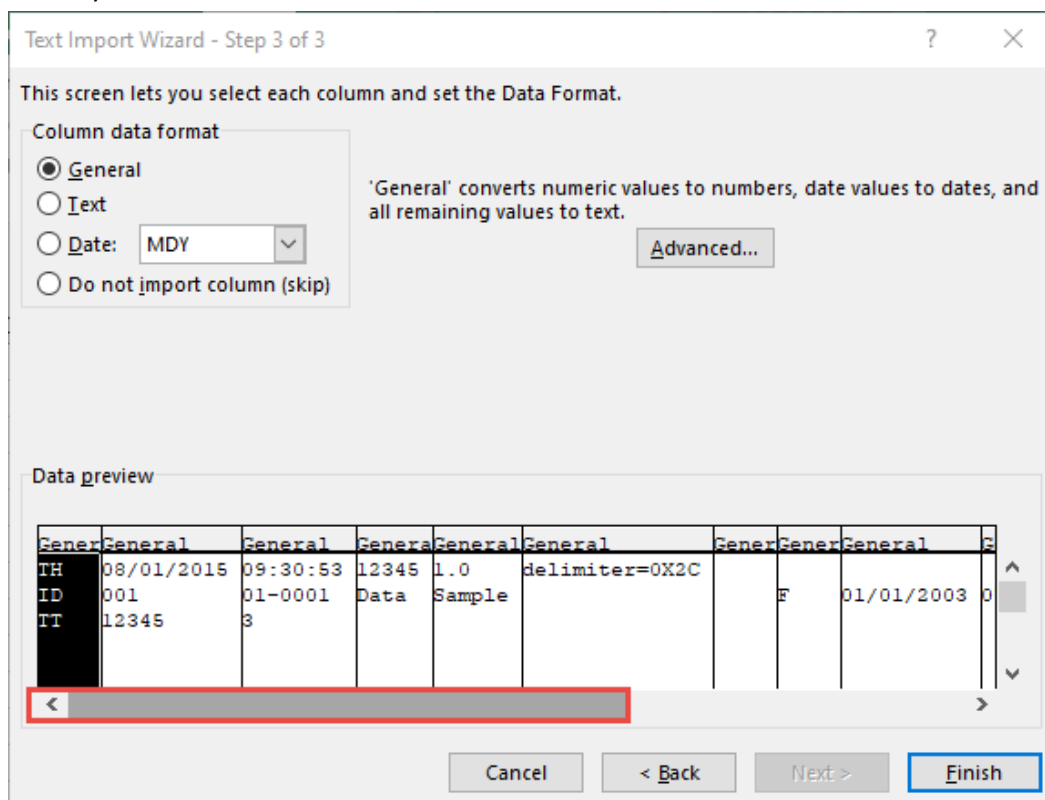 Text Import Wizard - Step 3 of 3 ?
This screen lets you select each column and set the Data Format.
Column data format
General
Text
Date: MDY
Do not import column (skip)
'General' converts numeric values to numbers, date values to dates, and
all remaining values to text.
Advanced...
Data preview
Gener General General Genera General General Gener Gener General G
TH 08/01/2015 09:30:53 12345 1.0 delimiter=0X2C
ID 001 01-0001 Data Sample F 01/01/2003 0
TT 12345 3
Cancel < Back Next > Finish